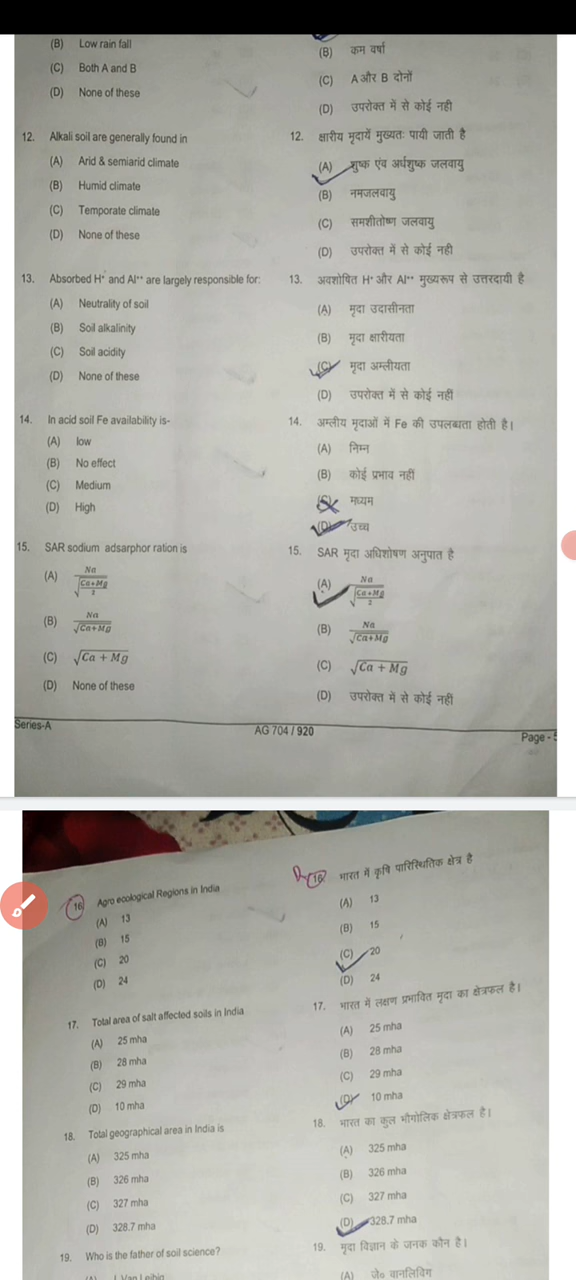 (B) Low rain fall
(C) Both A and B
(D) None of these
12. Alkali soil are generally found in
(A) Arid & semiarid climate
(B) Humid climate
(C) Temporate climate
(D) None of these
13. Absorbed H⁺ and Al⁺⁺ are largely responsible for:
(A) Neutrality of soil
(B) Soil alkalinity
(C) Soil acidity
(D) None of these
14. In acid soil Fe availability is-
(A) low
(B) No effect
(C) Medium
(D) High
15. SAR sodium adsarphor ration is
(A) Na / √((Ca+Mg)/2)
(B) Na / √(Ca+Mg)
(C) √(Ca + Mg)
(D) None of these
(B) कम वर्षा
(C) A और B दोनों
(D) उपरोक्त में से कोई नही
12. क्षारीय मृदायें मुख्यतः पायी जाती है
(A) शुष्क एंव अर्धशुष्क जलवायु
(B) नमजलवायु
(C) समशीतोष्ण जलवायु
(D) उपरोक्त में से कोई नही
13. अवशोषित H⁺ और Al⁺⁺ मुख्यरूप से उत्तरदायी है
(A) मृदा उदासीनता
(B) मृदा क्षारीयता
(C) मृदा अम्लीयता
(D) उपरोक्त में से कोई नहीं
14. अम्लीय मृदाओं में Fe की उपलब्धता होती है।
(A) निम्न
(B) कोई प्रभाव नहीं
(C) मध्यम
(D) उच्च
15. SAR मृदा अधिशोषण अनुपात है
(A) Na / √((Ca+Mg)/2)
(B) Na / √(Ca+Mg)
(C) √(Ca + Mg)
(D) उपरोक्त में से कोई नहीं
Series-A AG 704 / 920 Page - 5
16. Agro ecological Regions in India
(A) 13
(B) 15
(C) 20
(D) 24
17. Total area of salt affected soils in India
(A) 25 mha
(B) 28 mha
(C) 29 mha
(D) 10 mha
18. Total geographical area in India is
(A) 325 mha
(B) 326 mha
(C) 327 mha
(D) 328.7 mha
19. Who is the father of soil science?
16. भारत में कृषि पारिस्थितिक क्षेत्र है
(A) 13
(B) 15
(C) 20
(D) 24
17. भारत में लक्षण प्रभावित मृदा का क्षेत्रफल है।
(A) 25 mha
(B) 28 mha
(C) 29 mha
(D) 10 mha
18. भारत का कुल भौगोलिक क्षेत्रफल है।
(A) 325 mha
(B) 326 mha
(C) 327 mha
(D) 328.7 mha
19. मृदा विज्ञान के जनक कौन है।
(A) जे० वानलिविग